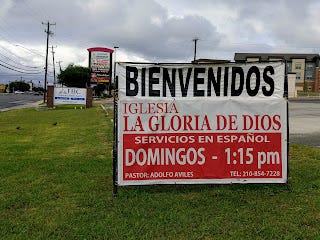 BIENVENIDOS
IGLESIA
LA GLORIA DE DIOS
SERVICIOS EN ESPAÑOL
DOMINGOS - 1:15 pm
PASTOR: ADOLFO AVILES TEL: 210-854-7228